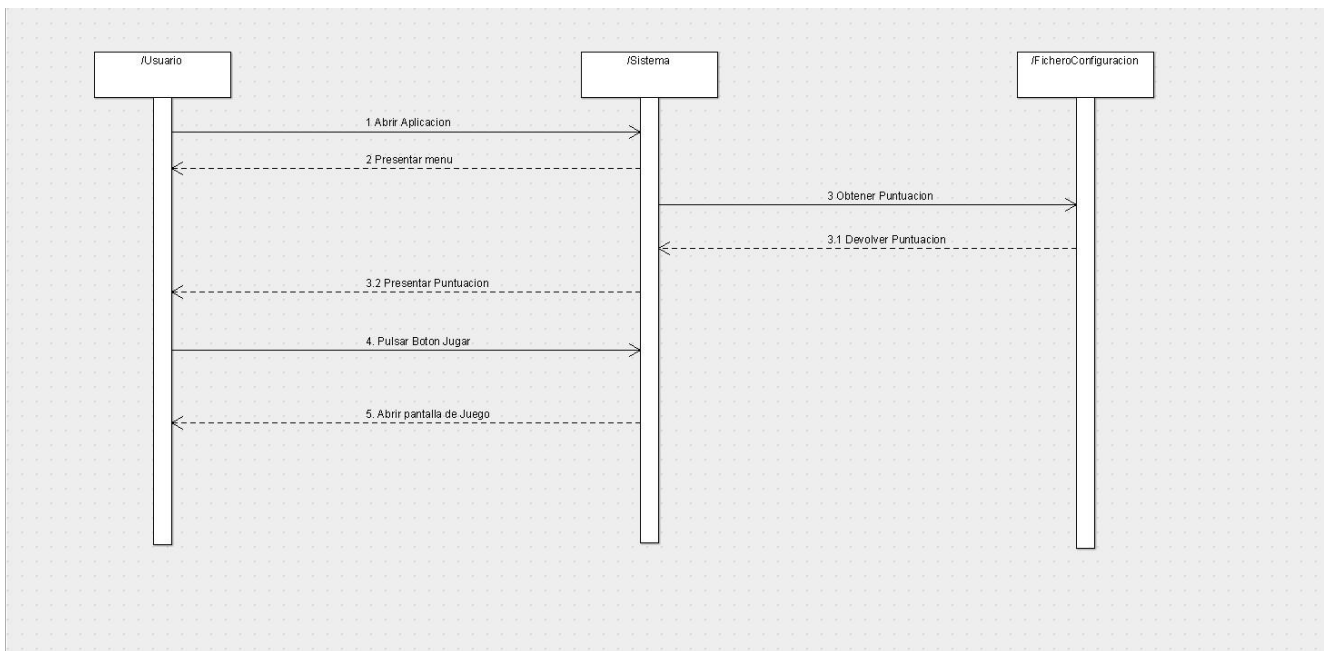 /Usuario
/Sistema
/FicheroConfiguracion
1 Abrir Aplicacion
2 Presentar menu
3 Obtener Puntuacion
3.1 Devolver Puntuacion
3.2 Presentar Puntuacion
4. Pulsar Boton Jugar
5. Abrir pantalla de Juego